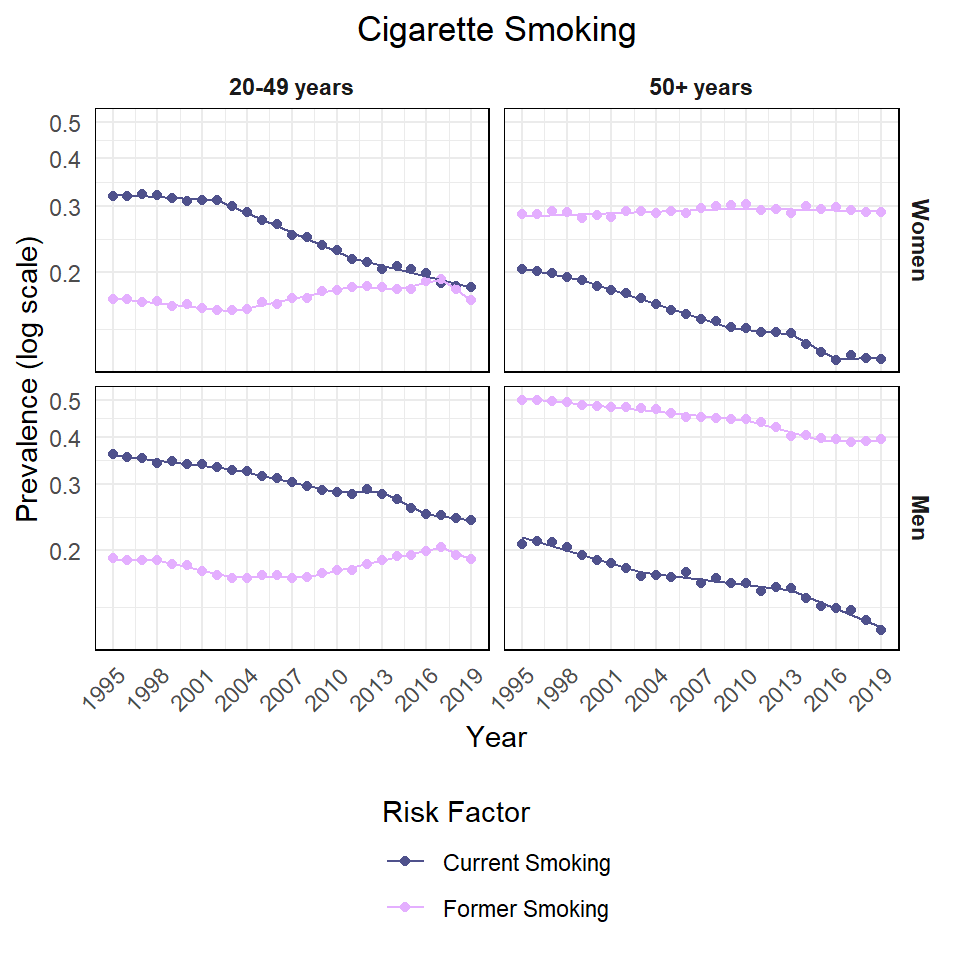 Cigarette Smoking
20-49 years
50+ years
0.5
0.4
0.3
0.2
Women
0.5
0.4
0.3
0.2
Men
Prevalence (log scale)
1995 1998 2001 2004 2007 2010 2013 2016 2019
1995 1998 2001 2004 2007 2010 2013 2016 2019
Year
Risk Factor
Current Smoking
Former Smoking